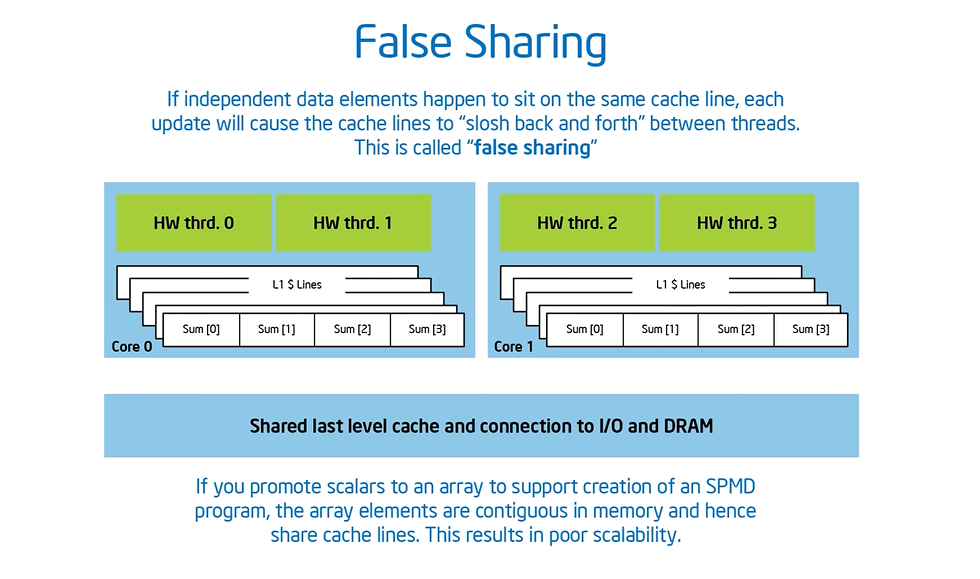 False Sharing
If independent data elements happen to sit on the same cache line, each
update will cause the cache lines to “slosh back and forth” between threads.
This is called “false sharing”
HW thrd. 0
HW thrd. 1
L1 $ Lines
Sum [0]
Sum [1]
Sum [2]
Sum [3]
Core 0
HW thrd. 2
HW thrd. 3
L1 $ Lines
Sum [0]
Sum [1]
Sum [2]
Sum [3]
Core 1
Shared last level cache and connection to I/O and DRAM
If you promote scalars to an array to support creation of an SPMD
program, the array elements are contiguous in memory and hence
share cache lines. This results in poor scalability.